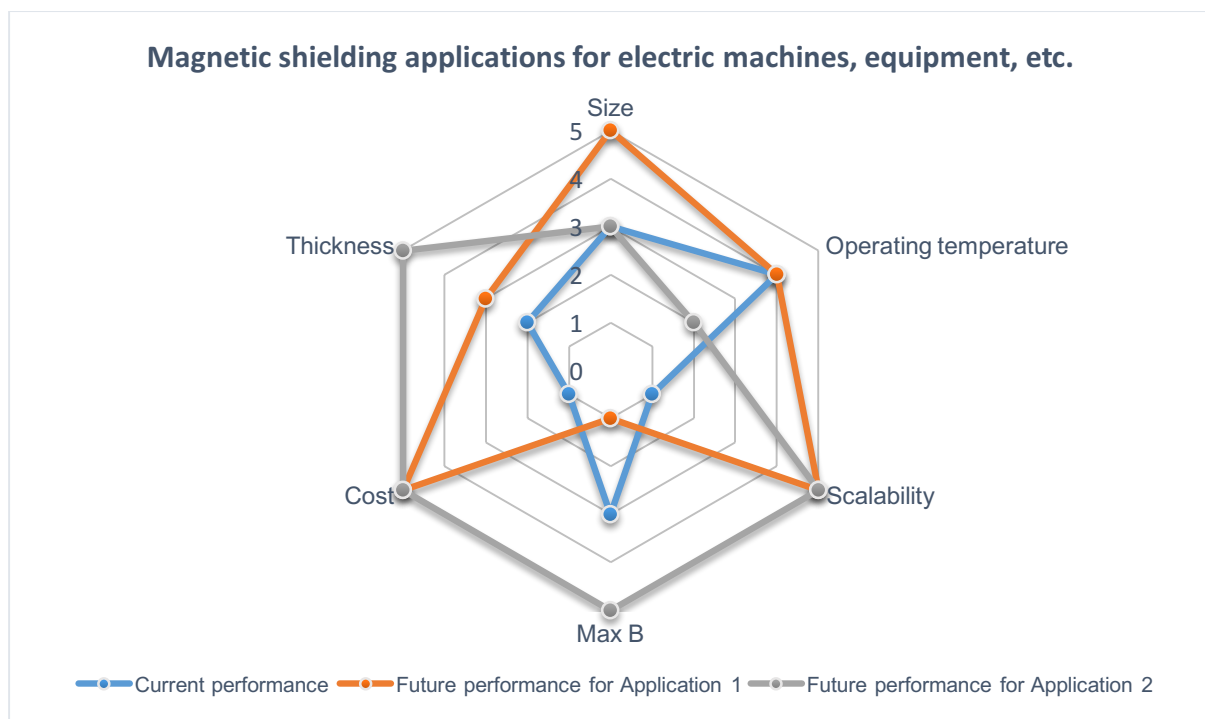 Magnetic shielding applications for electric machines, equipment, etc.
Size
5
4
3
2
1
0
Thickness
Operating temperature
Cost
Scalability
Max B
Current performance
Future performance for Application 1
Future performance for Application 2